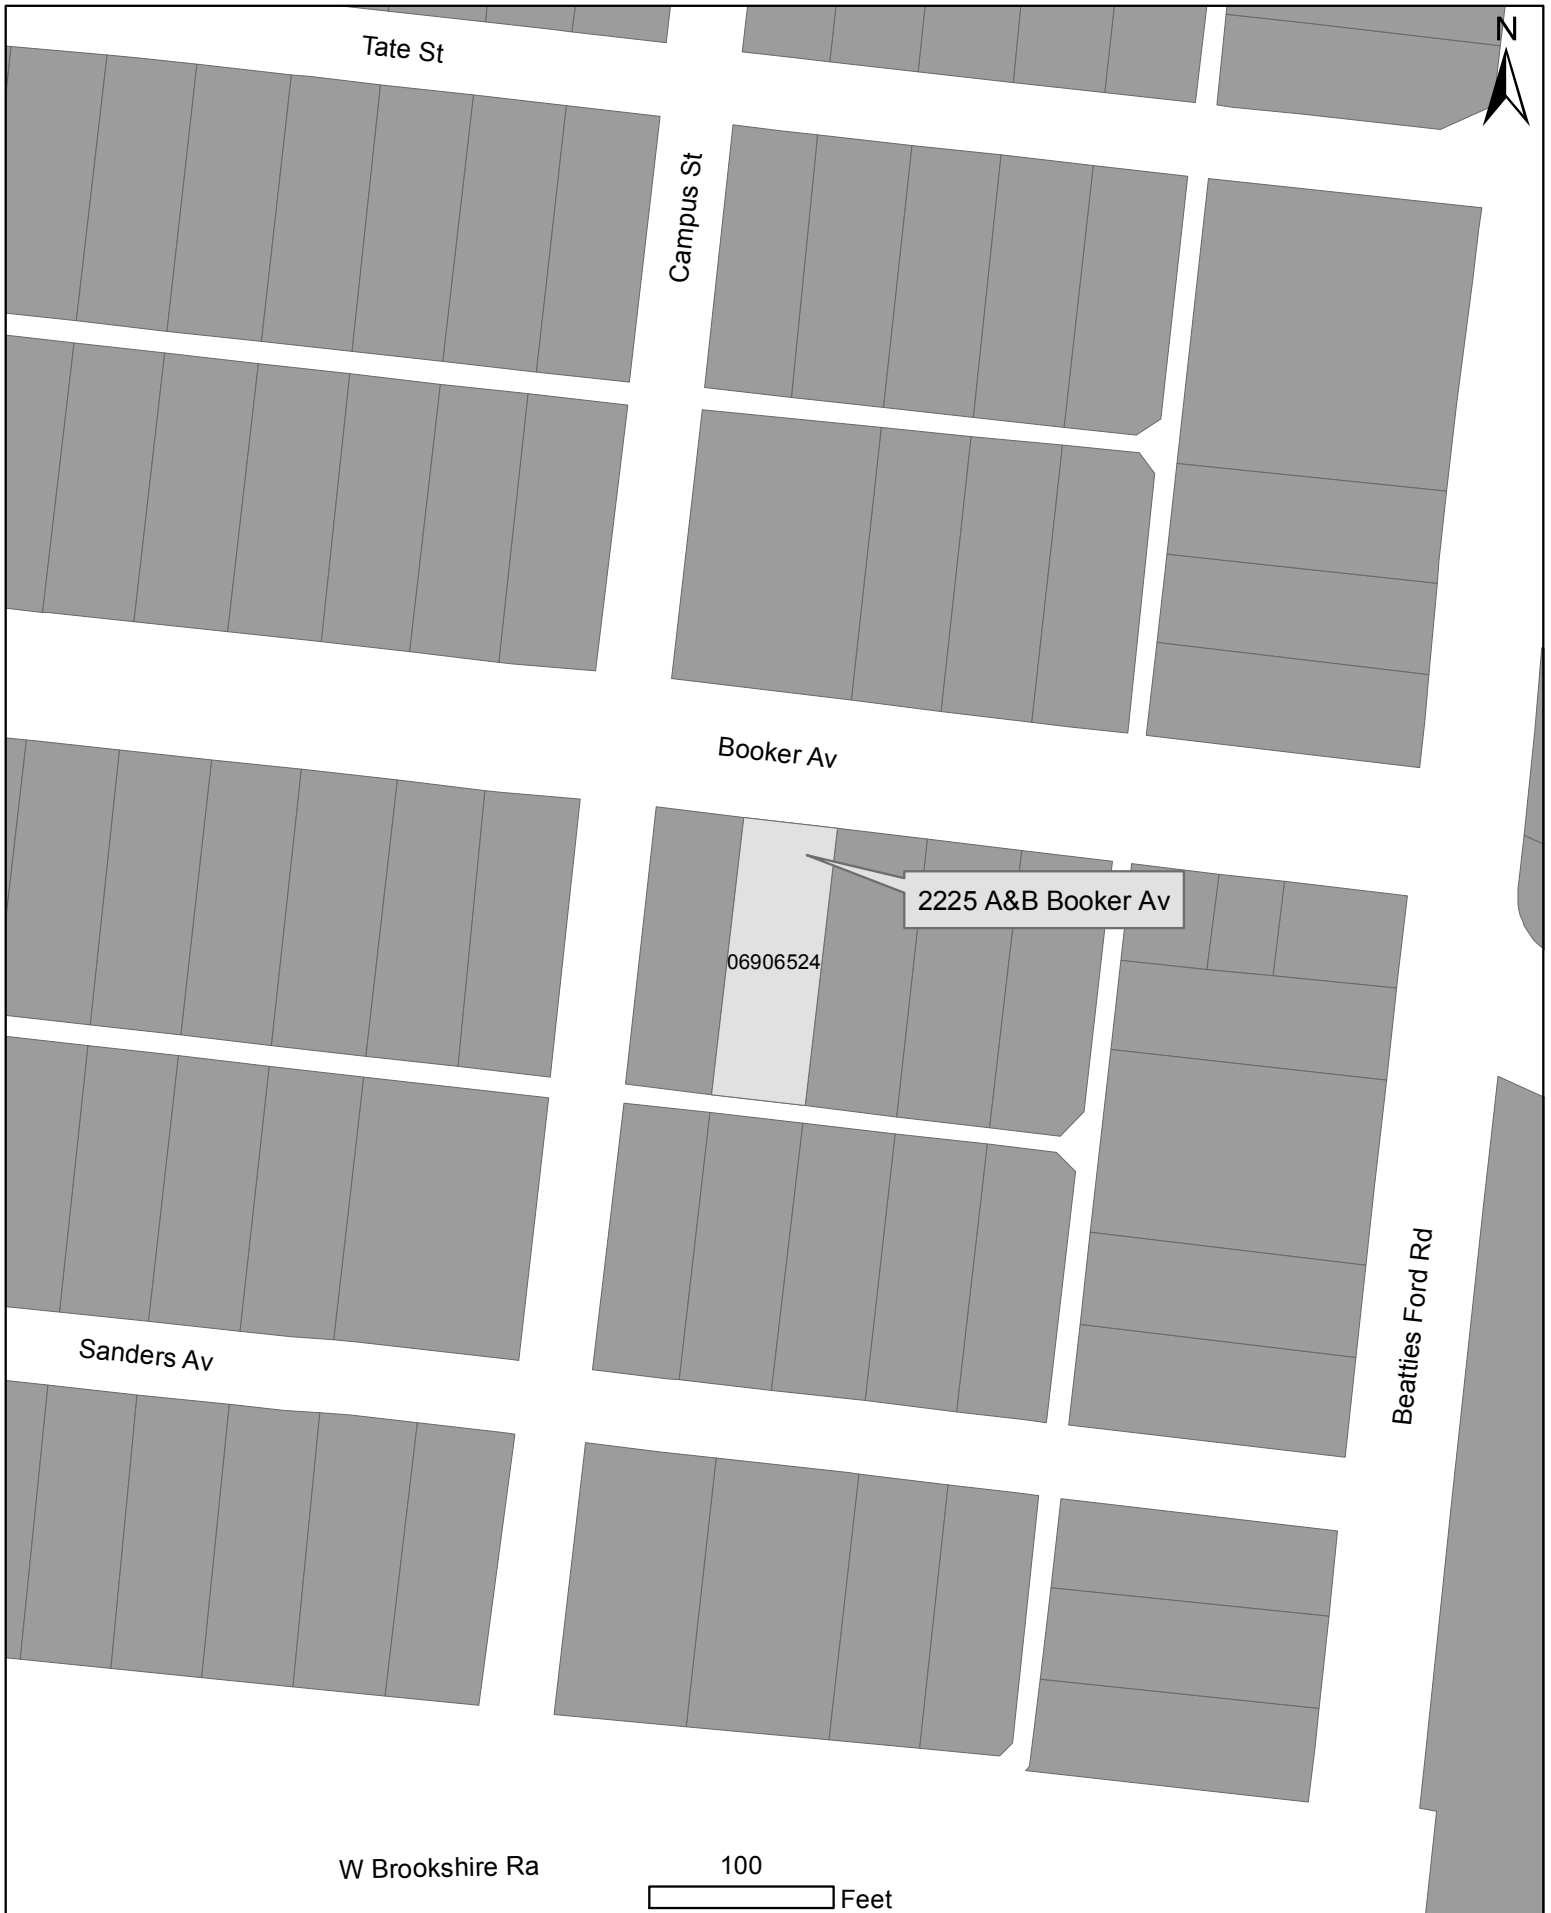 N
Tate St
Campus St
Booker Av
2225 A&B Booker Av
06906524
Beatties Ford Rd
Sanders Av
W Brookshire Ra
100
Feet